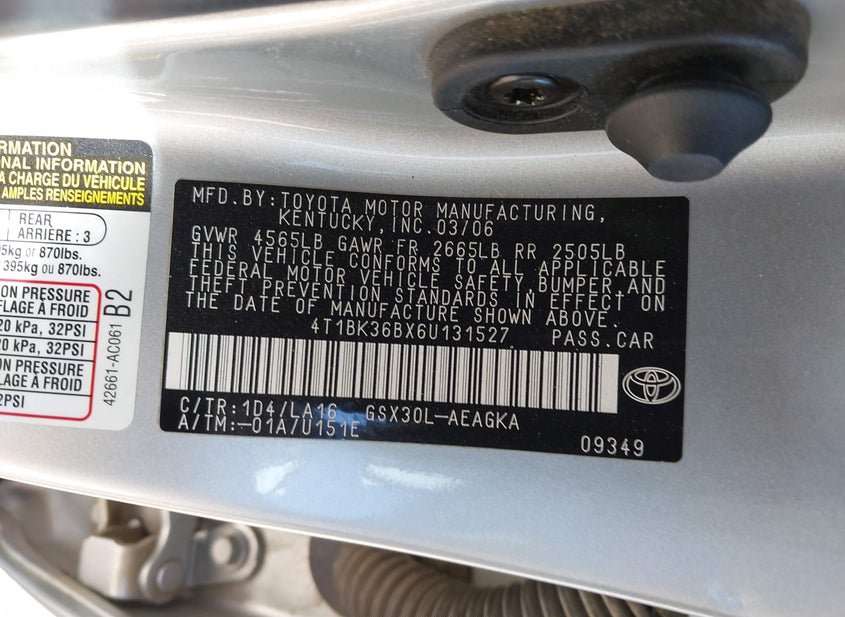 RMATION
NAL INFORMATION
A CHARGE DU VÉHICULE
AMPLES RENSEIGNEMENTS
REAR
ARRIÈRE : 3
5kg or 870lbs.
395kg ou 870lbs.
ON PRESSURE
FLAGE À FROID
20 kPa, 32PSI
20 kPa, 32PSI
ON PRESSURE
FLAGE À FROID
2PSI
42661-AC061 B2
MFD.BY:TOYOTA MOTOR MANUFACTURING,
KENTUCKY,INC.03/06
GVWR 4565LB GAWR FR 2665LB RR 2505LB
THIS VEHICLE CONFORMS TO ALL APPLICABLE
FEDERAL MOTOR VEHICLE SAFETY,BUMPER,AND
THEFT PREVENTION STANDARDS IN EFFECT ON
THE DATE OF MANUFACTURE SHOWN ABOVE.
4T1BK36BX6U131527 PASS.CAR
C/TR:1D4/LA16 GSX30L-AEAGKA
A/TM:-01A/U151E
09349